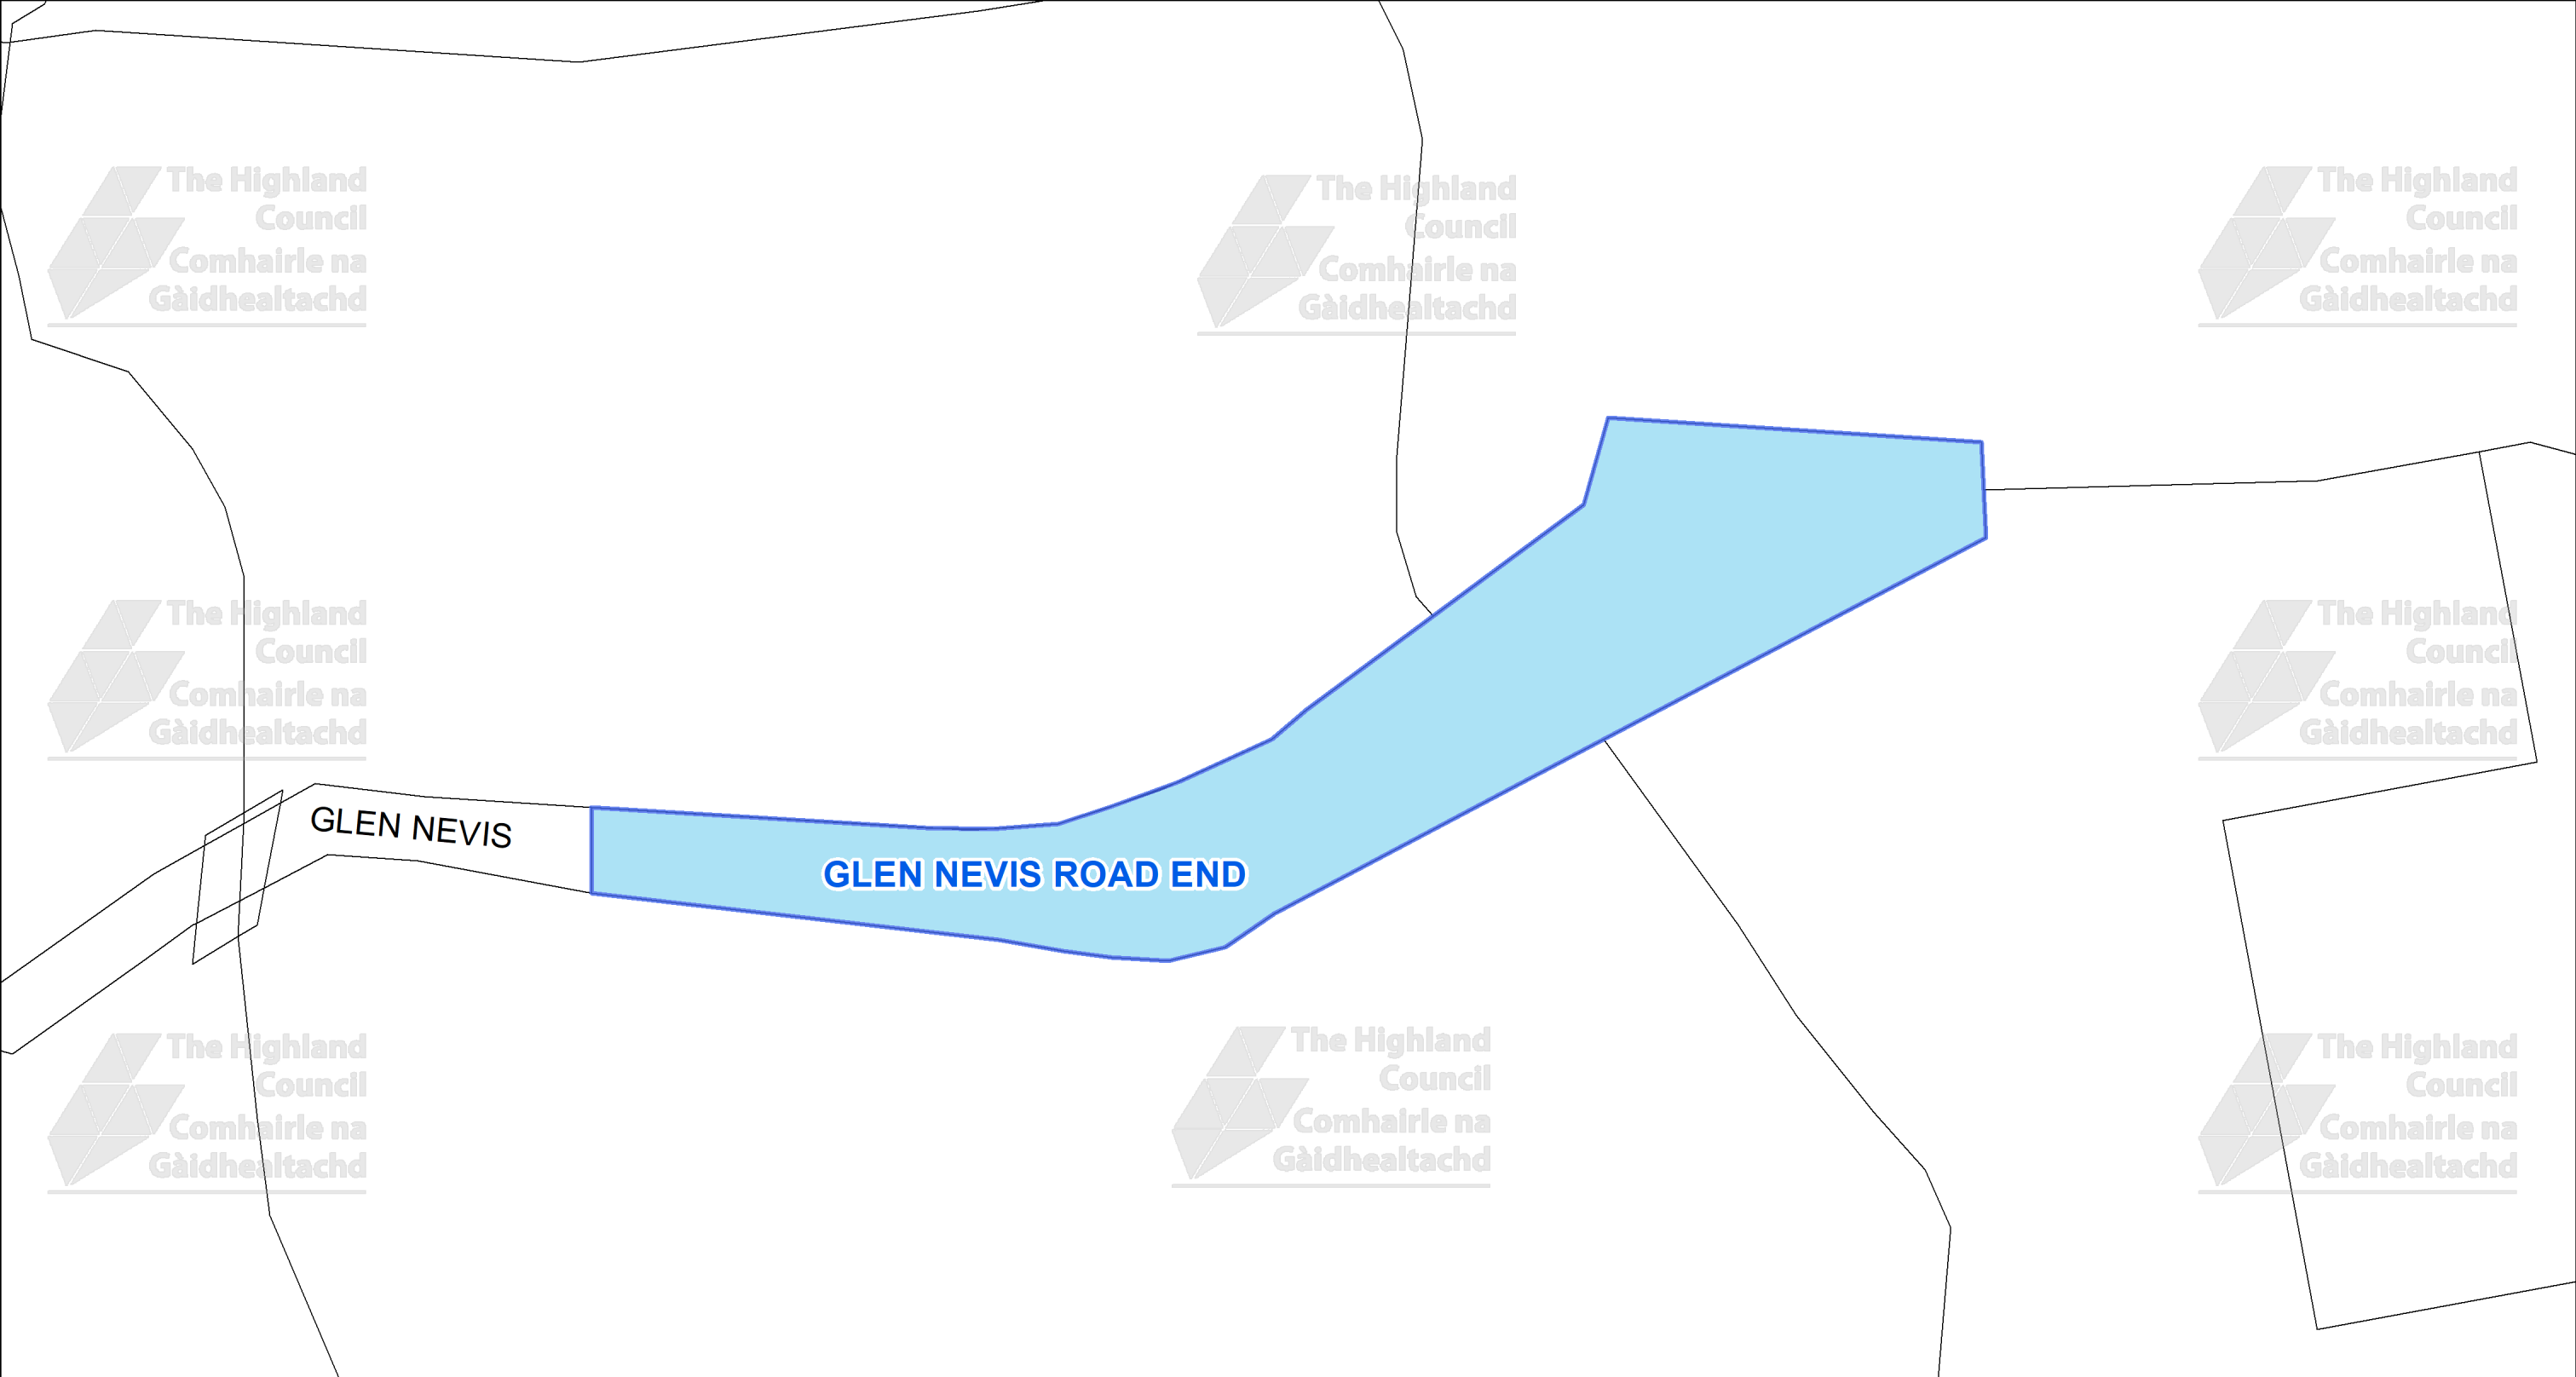 The Highland
Council
Comhairle na
Gàidhealtachd
The Highland
Council
Comhairle na
Gàidhealtachd
The Highland
Council
Comhairle na
Gàidhealtachd
The Highland
Council
Comhairle na
Gàidhealtachd
The Highland
Council
Comhairle na
Gàidhealtachd
GLEN NEVIS
GLEN NEVIS ROAD END
The Highland
Council
Comhairle na
Gàidhealtachd
The Highland
Council
Comhairle na
Gàidhealtachd
The Highland
Council
Comhairle na
Gàidhealtachd